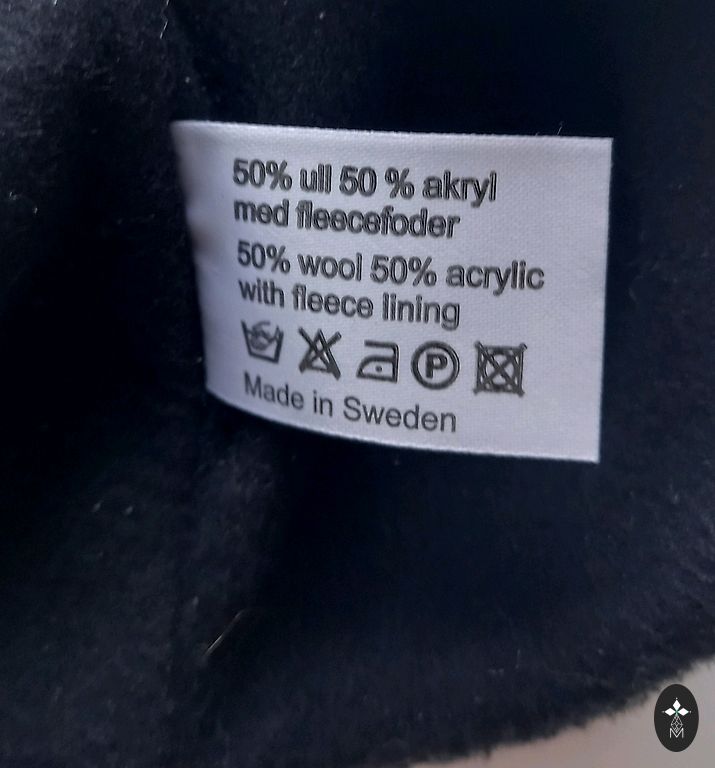 50% ull 50 % akryl
med fleecefoder
50% wool 50% acrylic
with fleece lining
P
Made in Sweden
M